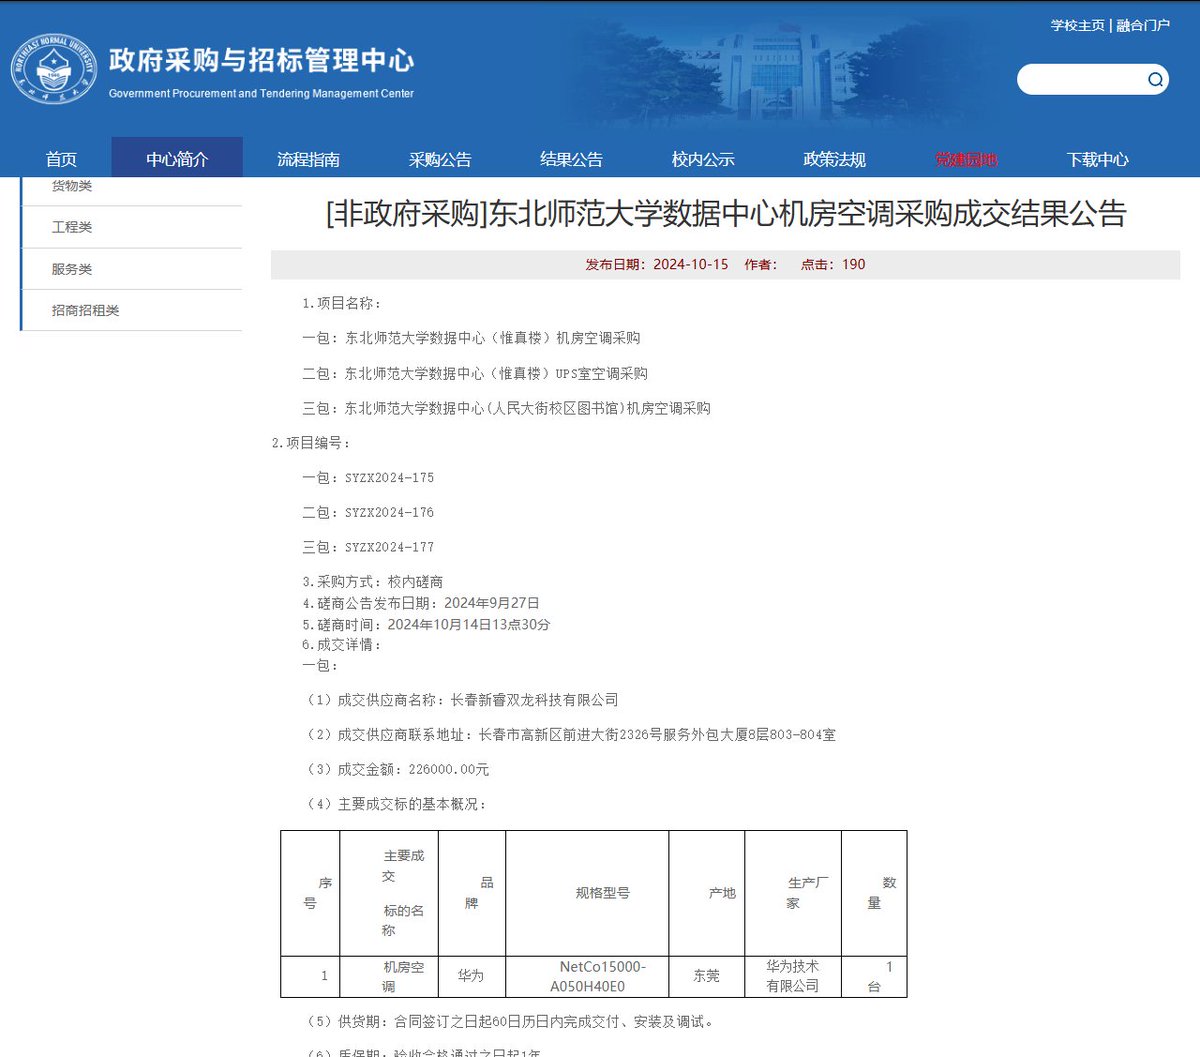 学校主页 | 融合门户
NORTHEAST NORMAL UNIVERSITY
政府采购与招标管理中心
Government Procurement and Tendering Management Center
首页 中心简介 流程指南 采购公告 结果公告 校内公示 政策法规 党建园地 下载中心
货物类
工程类
服务类
招商招租类
[非政府采购]东北师范大学数据中心机房空调采购成交结果公告
发布日期：2024-10-15 作者： 点击：190
1.项目名称：
一包：东北师范大学数据中心（惟真楼）机房空调采购
二包：东北师范大学数据中心（惟真楼）UPS室空调采购
三包：东北师范大学数据中心(人民大街校区图书馆)机房空调采购
2.项目编号：
一包：SYZX2024-175
二包：SYZX2024-176
三包：SYZX2024-177
3.采购方式：校内磋商
4.磋商公告发布日期：2024年9月27日
5.磋商时间：2024年10月14日13点30分
6.成交详情：
一包：
（1）成交供应商名称：长春新睿双龙科技有限公司
（2）成交供应商联系地址：长春市高新区前进大街2326号服务外包大厦8层803-804室
（3）成交金额：226000.00元
（4）主要成交标的基本概况：
序号 主要成交标的名称 品牌 规格型号 产地 生产厂家 数量
1 机房空调 华为 NetCo15000-A050H40E0 东莞 华为技术有限公司 1台
（5）供货期：合同签订之日起60日历日内完成交付、安装及调试。
（6）质保期：验收合格通过之日起1年